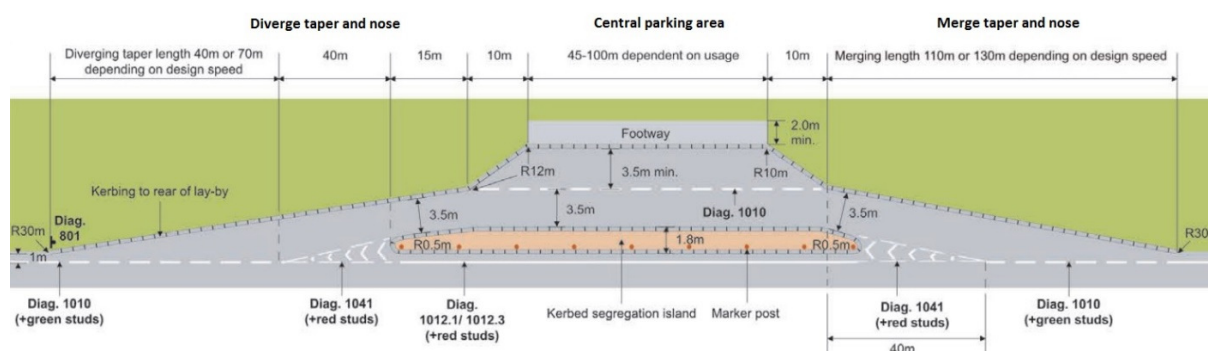 Diverge taper and nose
Central parking area
Merge taper and nose
Diverging taper length 40m or 70m
depending on design speed
40m
15m
10m
45-100m dependent on usage
10m
Merging length 110m or 130m depending on design speed
Footway
2.0m
min.
R12m
3.5m min.
R10m
Kerbing to rear of lay-by
Diag.
801
R30m
1m
3.5m
3.5m
Diag. 1010
3.5m
R0.5m
1.8m
R0.5m
R30
Diag. 1010
(+green studs)
Diag. 1041
(+red studs)
Diag.
1012.1/ 1012.3
(+red studs)
Kerbed segregation island
Marker post
Diag. 1041
(+red studs)
Diag. 1010
(+green studs)
40m